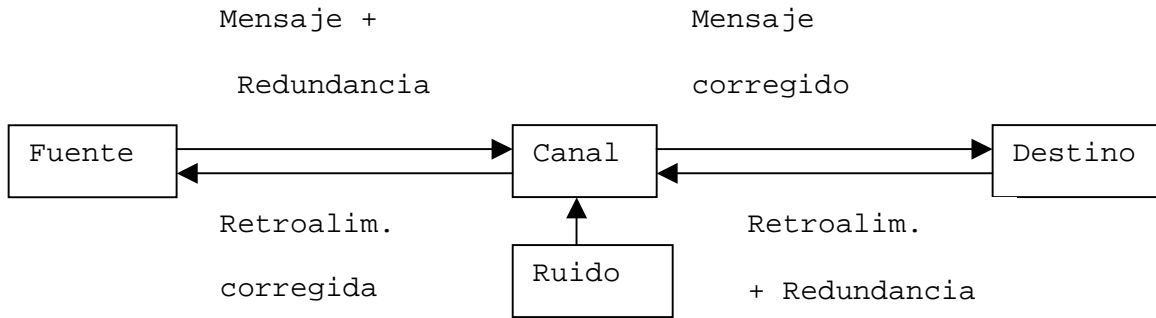 Mensaje +
Redundancia
Mensaje
corregido
Fuente
Canal
Destino
Retroalim.
corregida
Ruido
Retroalim.
+ Redundancia